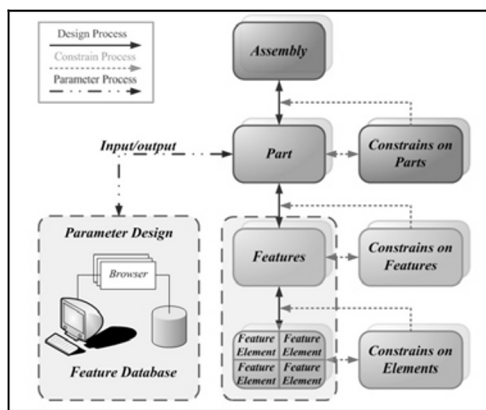 Design Process
Constrain Process
Parameter Process
Assembly
Input/output
Part
Constrains on
Parts
Parameter Design
Browser
Feature Database
Features
Constrains on
Features
Feature
Element
Feature
Element
Feature
Element
Feature
Element
Constrains on
Elements